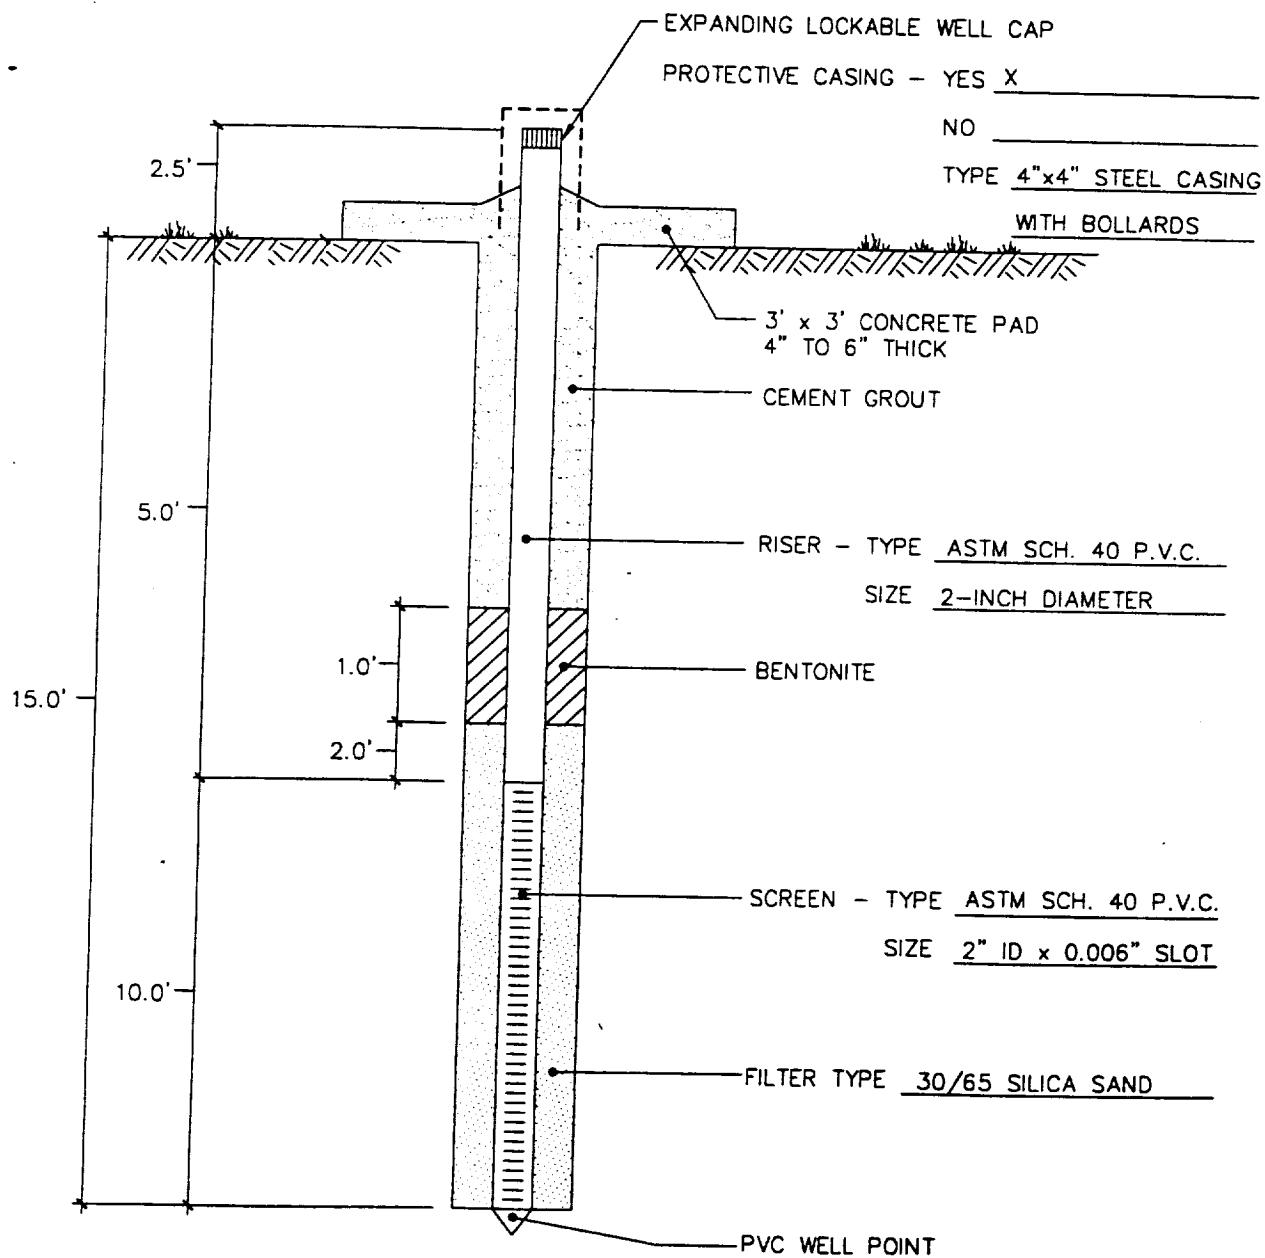 EXPANDING LOCKABLE WELL CAP
PROTECTIVE CASING - YES X
NO
TYPE 4"x4" STEEL CASING
WITH BOLLARDS
2.5'
3' x 3' CONCRETE PAD
4" TO 6" THICK
CEMENT GROUT
5.0'
RISER - TYPE ASTM SCH. 40 P.V.C.
SIZE 2-INCH DIAMETER
1.0'
BENTONITE
15.0'
2.0'
SCREEN - TYPE ASTM SCH. 40 P.V.C.
SIZE 2" ID x 0.006" SLOT
10.0'
FILTER TYPE 30/65 SILICA SAND
PVC WELL POINT